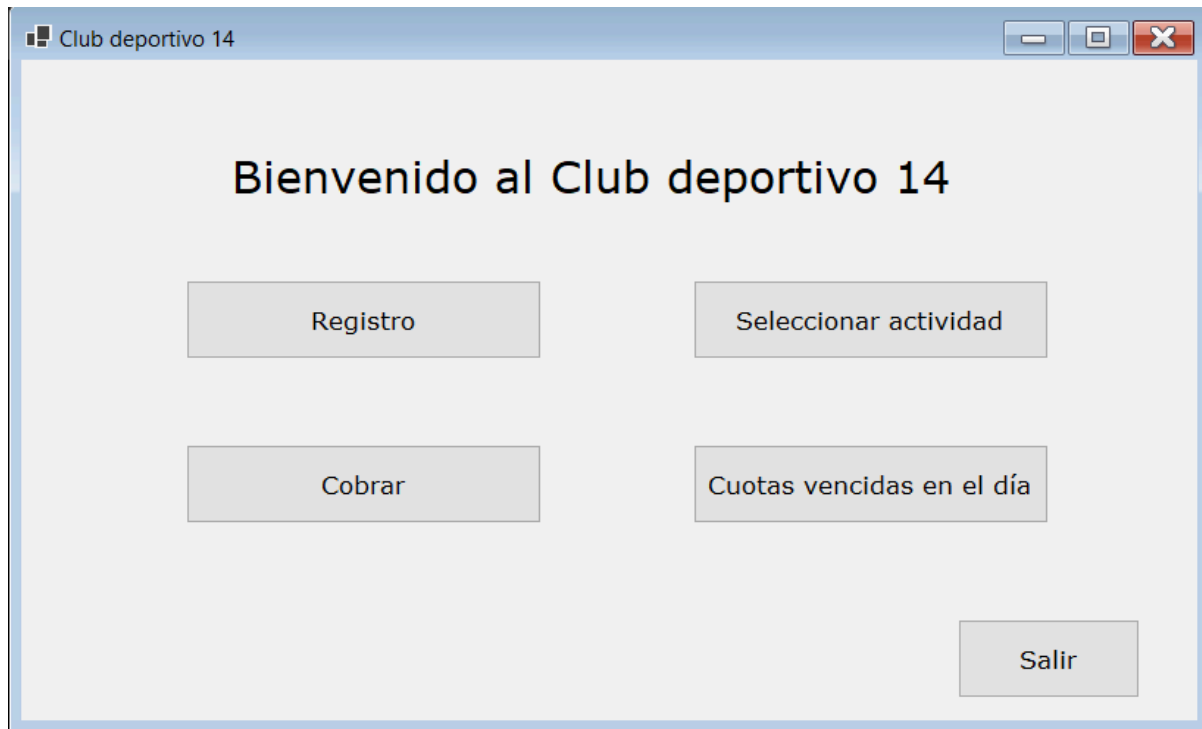 Club deportivo 14
Bienvenido al Club deportivo 14
Registro
Seleccionar actividad
Cobrar
Cuotas vencidas en el día
Salir